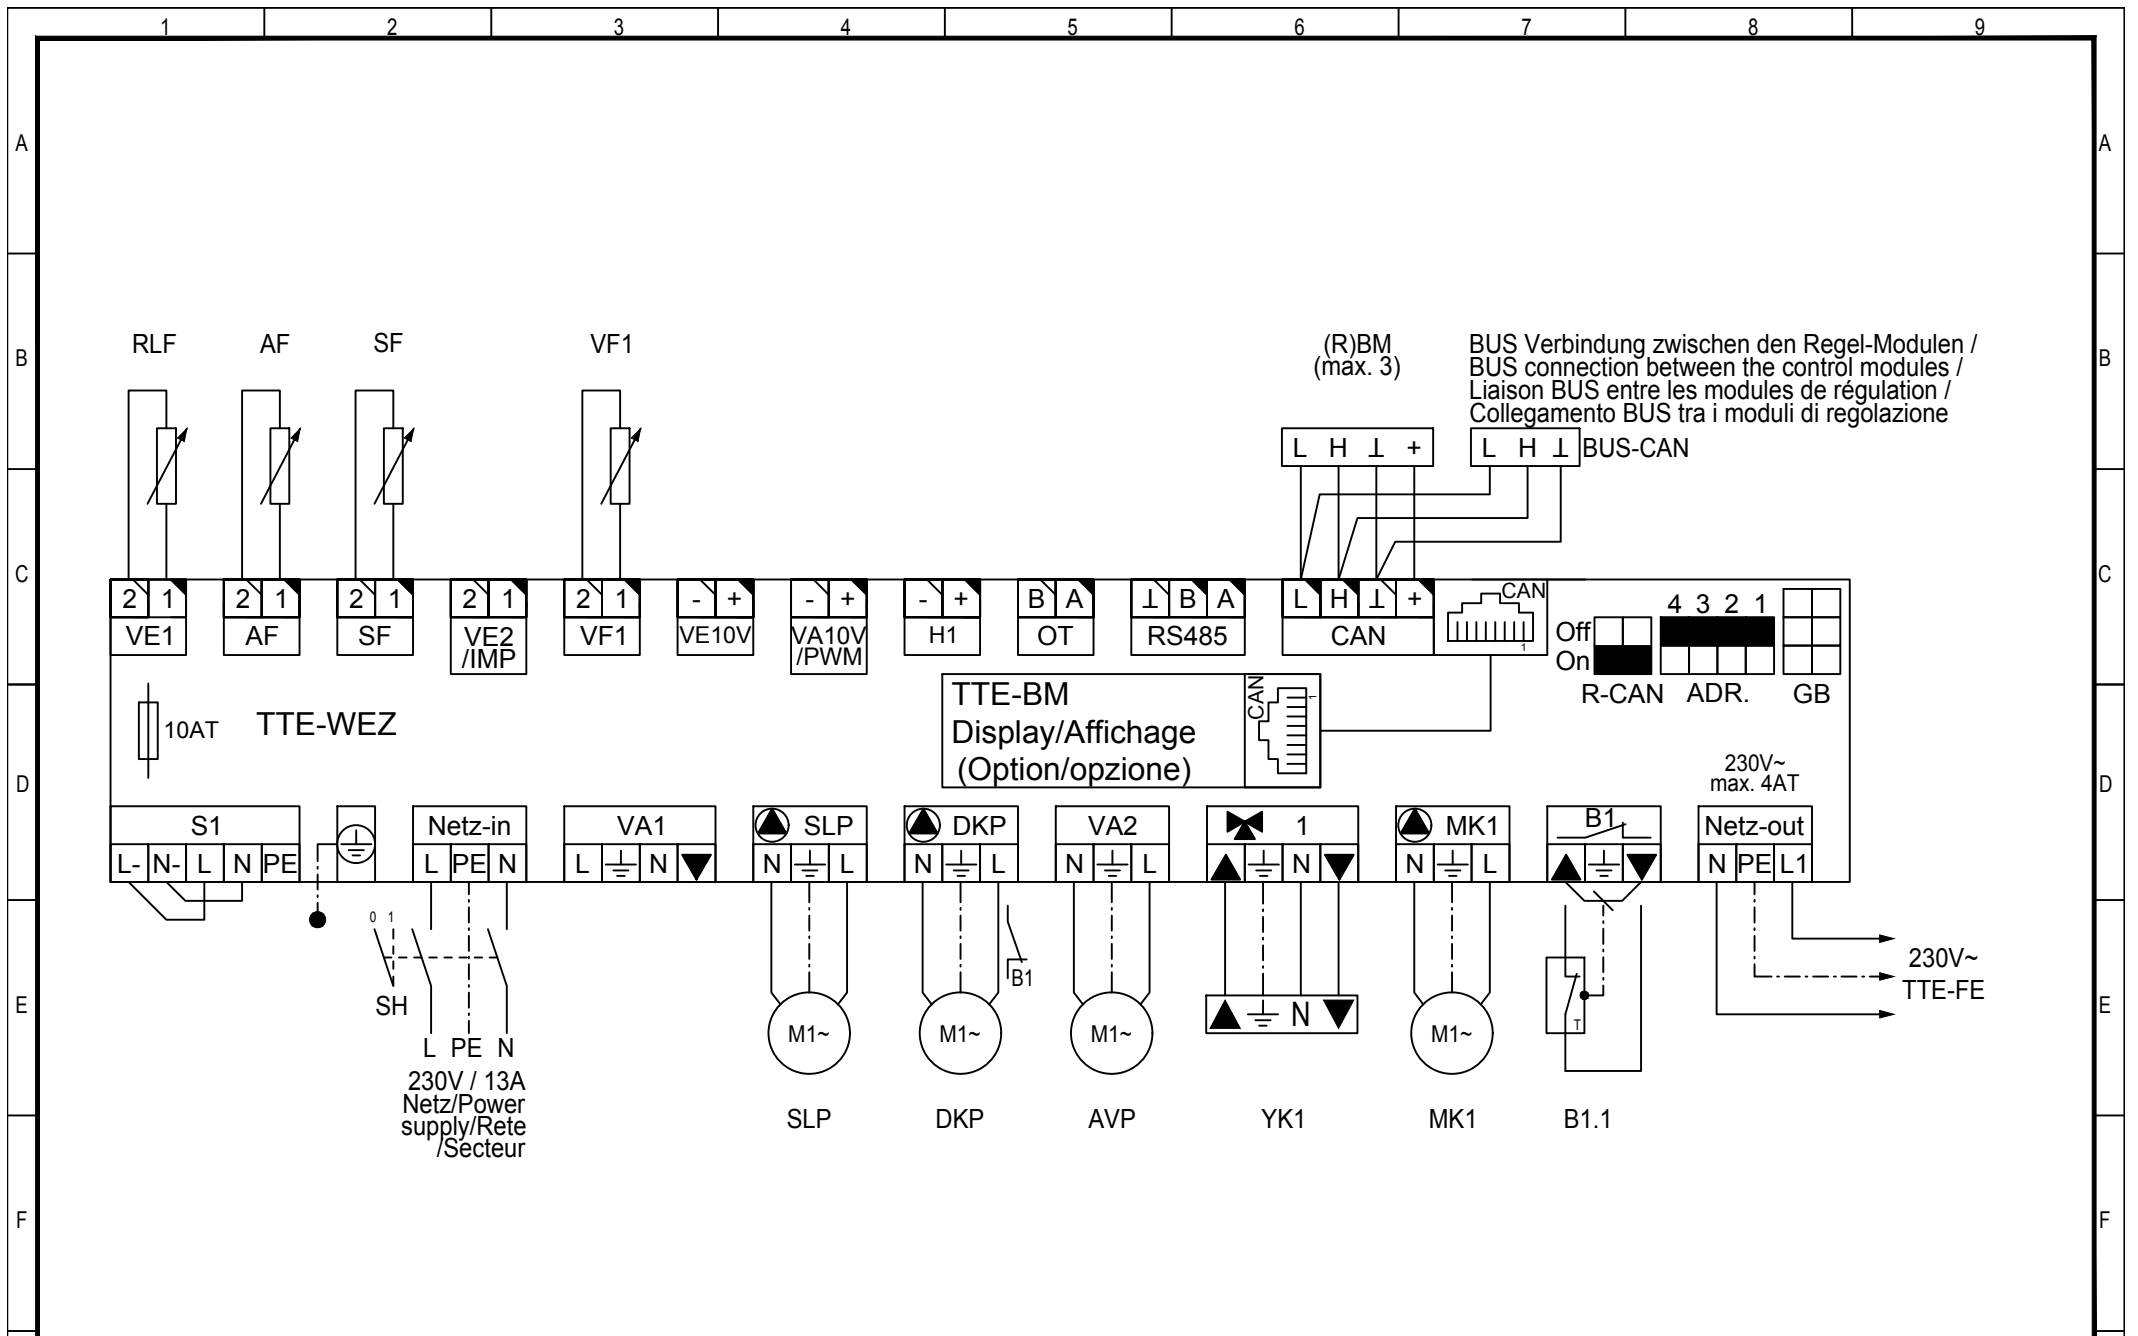 1 2 3 4 5 6 7 8 9
A A
RLF AF SF VF1 (R)BM BUS Verbindung zwischen den Regel-Modulen /
B (max. 3) BUS connection between the control modules / B
Liaison BUS entre les modules de régulation /
Collegamento BUS tra i moduli di regolazione
L H ⊥ + L H ⊥ BUS-CAN
C C
CAN
2 1 2 1 2 1 2 1 2 1 - + - + - + B A ⊥ B A L H ⊥ + 4 3 2 1
VE1 AF SF VE2 VF1 VE10V VA10V H1 OT RS485 CAN Off
/IMP /PWM 1 On
R-CAN ADR. GB
10AT TTE-WEZ TTE-BM CAN 1
Display/Affichage
(Option/opzione)
D 230V~ D
max. 4AT
S1 Netz-in VA1 SLP DKP VA2 1 MK1 B1 Netz-out
L- N- L N PE L PE N L N N L N L N L ▲ N ▼ N L ▲ ▼ N PE L1
0 1
230V~
B1
TTE-FE
E SH ▲ N ▼ T E
M1~ M1~ M1~ M1~
L PE N
230V / 13A
Netz/Power
supply/Rete
/Secteur
SLP DKP AVP YK1 MK1 B1.1
F F